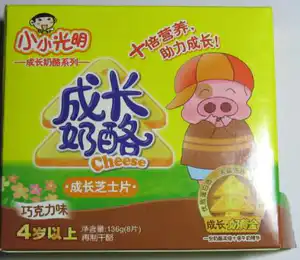 小小光明
成长奶酪系列
十倍营养,
助力成长!
成长
奶酪
Cheese
成长芝士片
巧克力味
4岁以上
净含量:136g(8片)
再制干酪
成长